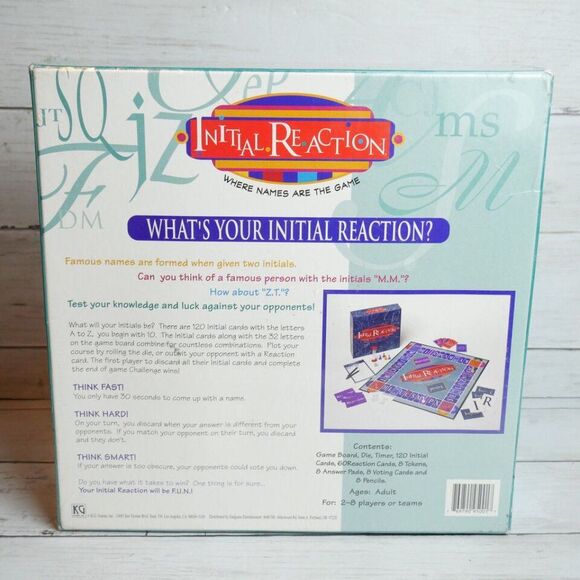 INITIAL REACTION
WHERE NAMES ARE THE GAME
ms
DM
WHAT'S YOUR INITIAL REACTION?
Famous names are formed when given two initials.
Can you think of a famous person with the initials "M.M."?
How about "Z.T."?
Test your knowledge and luck against your opponents!
What will your initials be? There are 120 Initial cards with the letters
A to Z, you begin with 10. The Initial cards along with the 32 letters
on the game board combine for countless combinations. Plot your
course by rolling the die, or outwit your opponent with a Reaction
card. The first player to discard all their Initial cards and complete
the end of game Challenge wins!
THINK FAST!
You only have 30 seconds to come up with a name.
THINK HARD!
On your turn, you discard when your answer is different from your
opponents. If you match your opponent on their turn, you discard
and they don't.
THINK SMART!
If your answer is too obscure, your opponents could vote you down.
Do you have what it takes to win? One thing is for sure...
Your Initial Reaction will be F.U.N.!
INITIAL REACTION
INITIAL REACTION
Contents:
Game Board, Die, Timer, 120 Initial
Cards, 60 Reaction Cards, 8 Tokens,
8 Answer Pads, 8 Voting Cards and
8 Pencils.
Ages: Adult
For 2-8 players or teams
KG